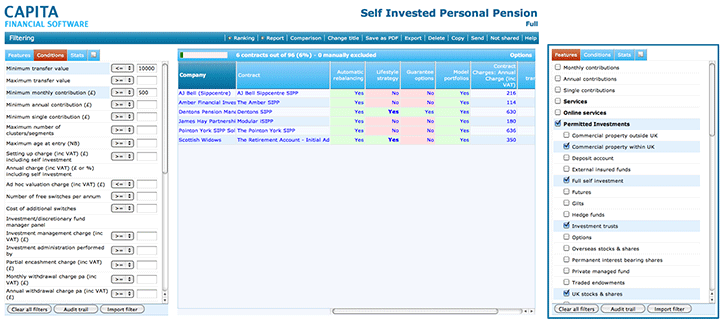 CAPITA
FINANCIAL SOFTWARE
Self Invested Personal Pension
Full
Filtering
Ranking Report Comparison Change title Save as PDF Export Delete Copy Send Not shared Help
Features Conditions Stats
Minimum transfer value <= 10000
Maximum transfer value >=
Minimum monthly contribution (£) <= 500
Minimum annual contribution (£) >=
Minimum single contribution (£) >=
Maximum number of
clusters/segments >=
Maximum age at entry (NB) >=
Setting up charge (inc VAT) (£)
including self investment >=
Annual charge (inc VAT) (£ or %)
including self investment
Ad hoc valuation charge (inc
VAT) (£) <=
Number of free switches per annum >=
Cost of additional switches >=
Investment/discretionary fund
manager panel
Investment management charge (inc
VAT) (£) >=
Investment administration performed
by >=
Partial encashment charge (inc
VAT) (£) >=
Monthly withdrawal charge pa (inc
VAT) (£) >=
Annual withdrawal charge pa (inc
VAT) (£) >=
Clear all filters Audit trail Import filter
6 contracts out of 96 (6%) - 0 manually excluded Options
Company Contract Automatic rebalancing Lifestyle strategy Guarantee options Model portfolios Contract Charges: Annual Charge (inc VAT) tran
AJ Bell (Sippcentre) AJ Bell Sippcentre SIPP Yes No No Yes 216
Amber Financial Inves The Amber SIPP Yes No No Yes 114
Dentons Pension Man Dentons SIPP Yes Yes Yes Yes 630
James Hay Partnershi Modular iSIPP Yes No No Yes 180
Pointon York SIPP Sol The Pointon York SIPP Yes No No Yes 636
Scottish Widows The Retirement Account - Initial Ad Yes Yes No Yes 350
Features Conditions Stats
Monthly contributions
Annual contributions
Single contributions
Services
Online services
Permitted Investments
Commercial property outside UK
Commercial property within UK
Deposit account
External insured funds
Full self investment
Futures
Gilts
Hedge funds
Investment trusts
Options
Overseas stocks & shares
Permanent interest bearing shares
Private managed fund
Traded endowments
UK stocks & shares
Clear all filters Audit trail Import filter